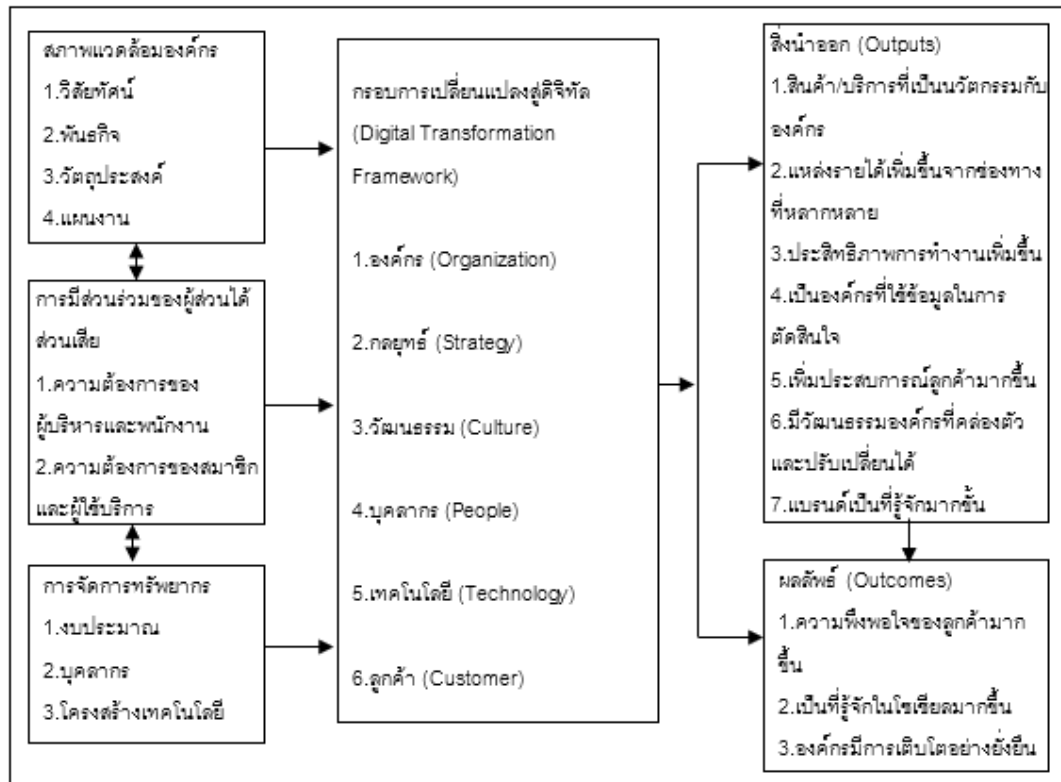 สภาพแวดล้อมองค์กร
1.วิสัยทัศน์
2.พันธกิจ
3.วัตถุประสงค์
4.แผนงาน
การมีส่วนร่วมของผู้ส่วนได้
ส่วนเสีย
1.ความต้องการของ
ผู้บริหารและพนักงาน
2.ความต้องการของสมาชิก
และผู้ใช้บริการ
การจัดการทรัพยากร
1.งบประมาณ
2.บุคลากร
3.โครงสร้างเทคโนโลยี
กรอบการเปลี่ยนแปลงสู่ดิจิทัล
(Digital Transformation
Framework)
1.องค์กร (Organization)
2.กลยุทธ์ (Strategy)
3.วัฒนธรรม (Culture)
4.บุคลากร (People)
5.เทคโนโลยี (Technology)
6.ลูกค้า (Customer)
สิ่งนำออก (Outputs)
1.สินค้า/บริการที่เป็นนวัตกรรมกับ
องค์กร
2.แหล่งรายได้เพิ่มขึ้นจากช่องทาง
ที่หลากหลาย
3.ประสิทธิภาพการทำงานเพิ่มขึ้น
4.เป็นองค์กรที่ใช้ข้อมูลในการ
ตัดสินใจ
5.เพิ่มประสบการณ์ลูกค้ามากขึ้น
6.มีวัฒนธรรมองค์กรที่คล่องตัว
และปรับเปลี่ยนได้
7.แบรนด์เป็นที่รู้จักมากขึ้น
ผลลัพธ์ (Outcomes)
1.ความพึงพอใจของลูกค้ามาก
ขึ้น
2.เป็นที่รู้จักในโซเชียลมากขึ้น
3.องค์กรมีการเติบโตอย่างยั่งยืน